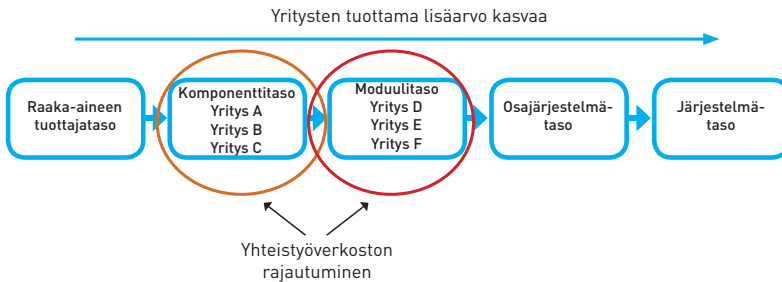 Yritysten tuottama lisäarvo kasvaa
Raaka-aineen
tuottajataso
Komponenttitaso
Yritys A
Yritys B
Yritys C
Moduulitaso
Yritys D
Yritys E
Yritys F
Osajärjestelmä-
taso
Järjestelmä-
taso
Yhteistyöverkoston
rajautuminen